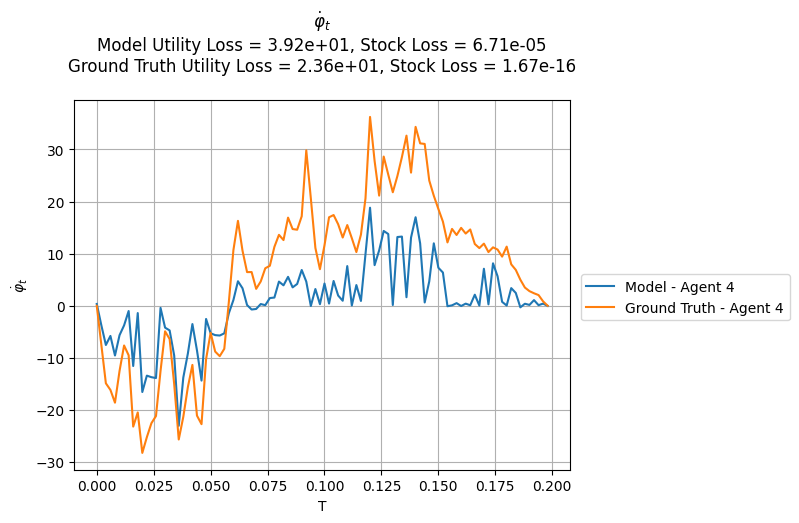 φ̇ₜ
Model Utility Loss = 3.92e+01, Stock Loss = 6.71e-05
Ground Truth Utility Loss = 2.36e+01, Stock Loss = 1.67e-16
φ̇ₜ
30
20
10
0
−10
−20
−30
0.000 0.025 0.050 0.075 0.100 0.125 0.150 0.175 0.200
T
Model - Agent 4
Ground Truth - Agent 4